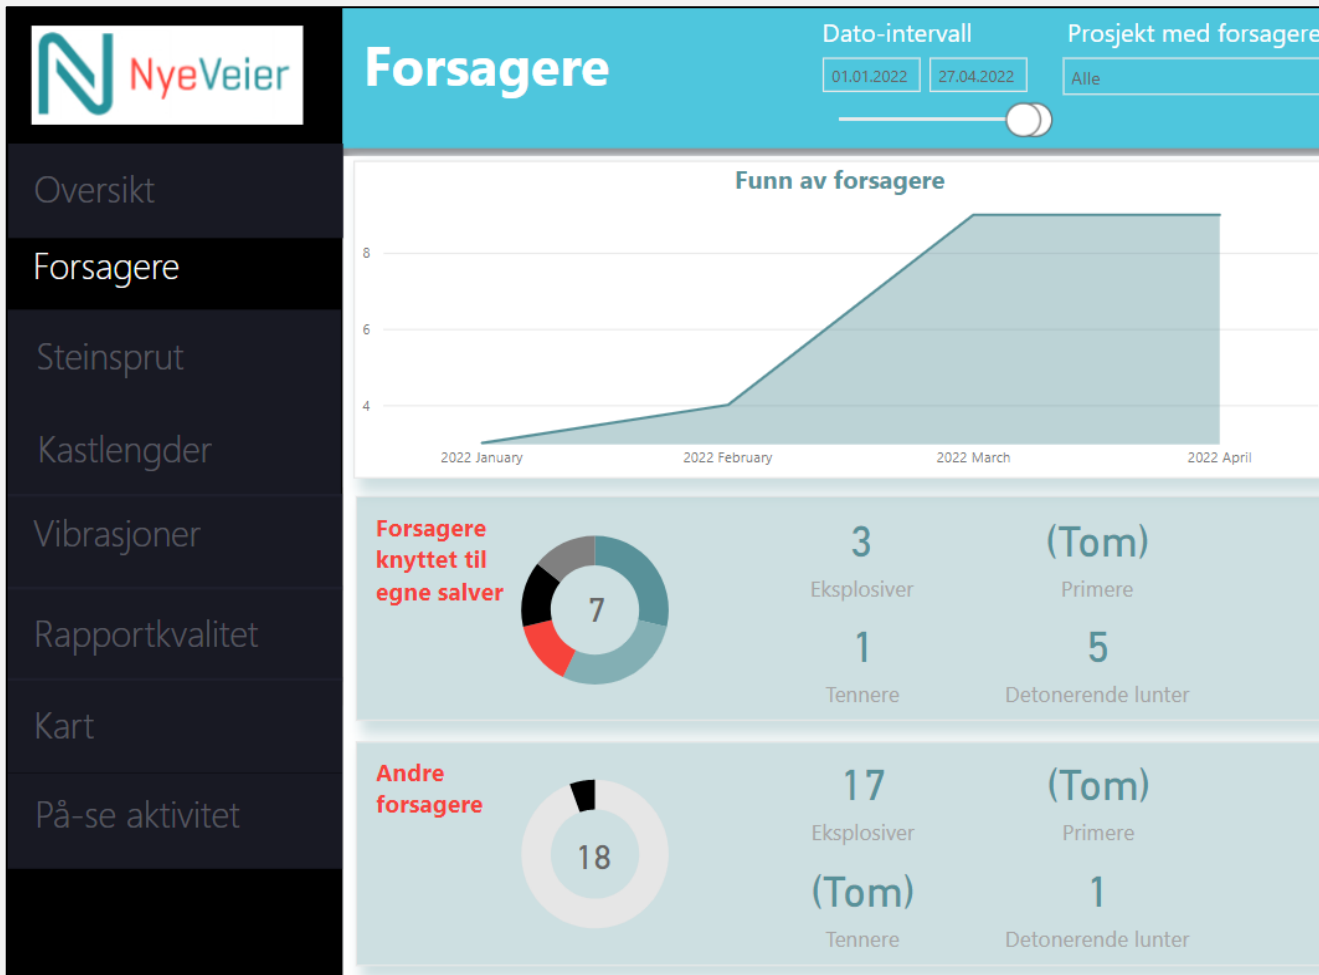 NyeVeier
Forsagere
Dato-intervall
01.01.2022
27.04.2022
Prosjekt med forsagere
Alle
Oversikt
Forsagere
Steinsprut
Kastlengder
Vibrasjoner
Rapportkvalitet
Kart
På-se aktivitet
Funn av forsagere
8
6
4
2022 January
2022 February
2022 March
2022 April
Forsagere
knyttet til
egne salver
7
3
Eksplosiver
(Tom)
Primere
1
Tennere
5
Detonerende lunter
Andre
forsagere
18
17
Eksplosiver
(Tom)
Primere
(Tom)
Tennere
1
Detonerende lunter